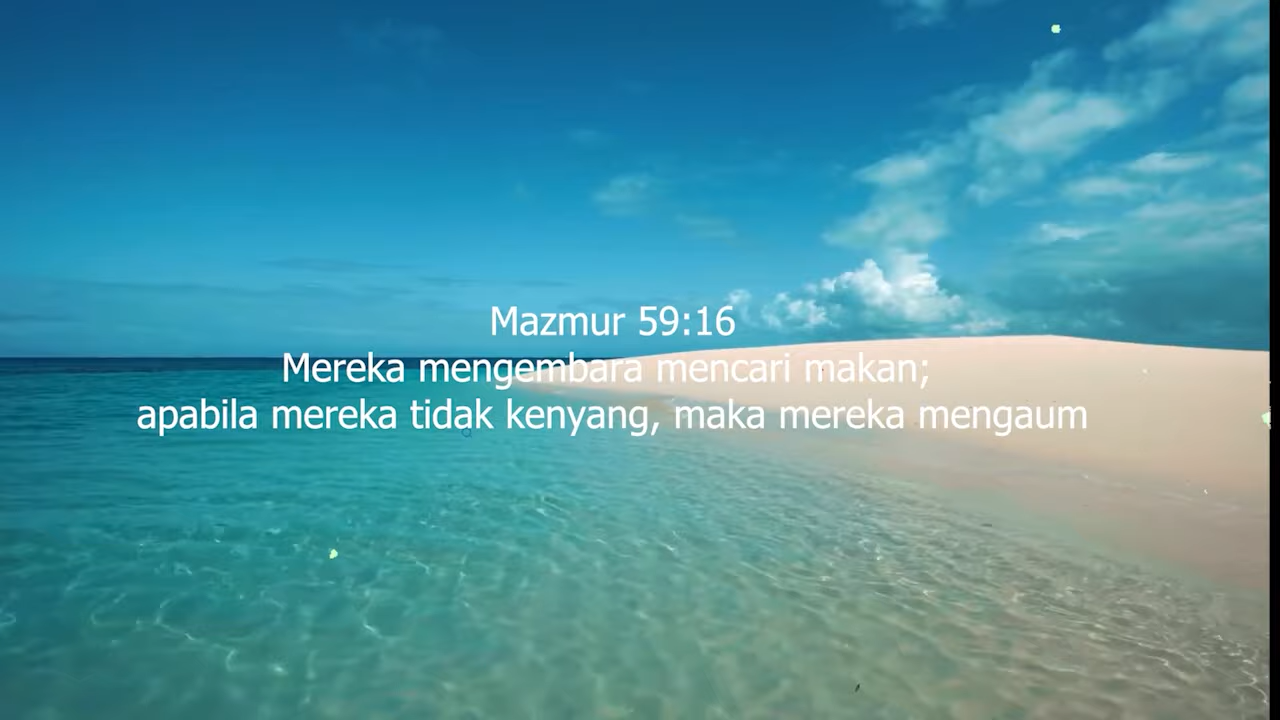 Mazmur 59:16
Mereka mengembara mencari makan;
apabila mereka tidak kenyang, maka mereka mengaum